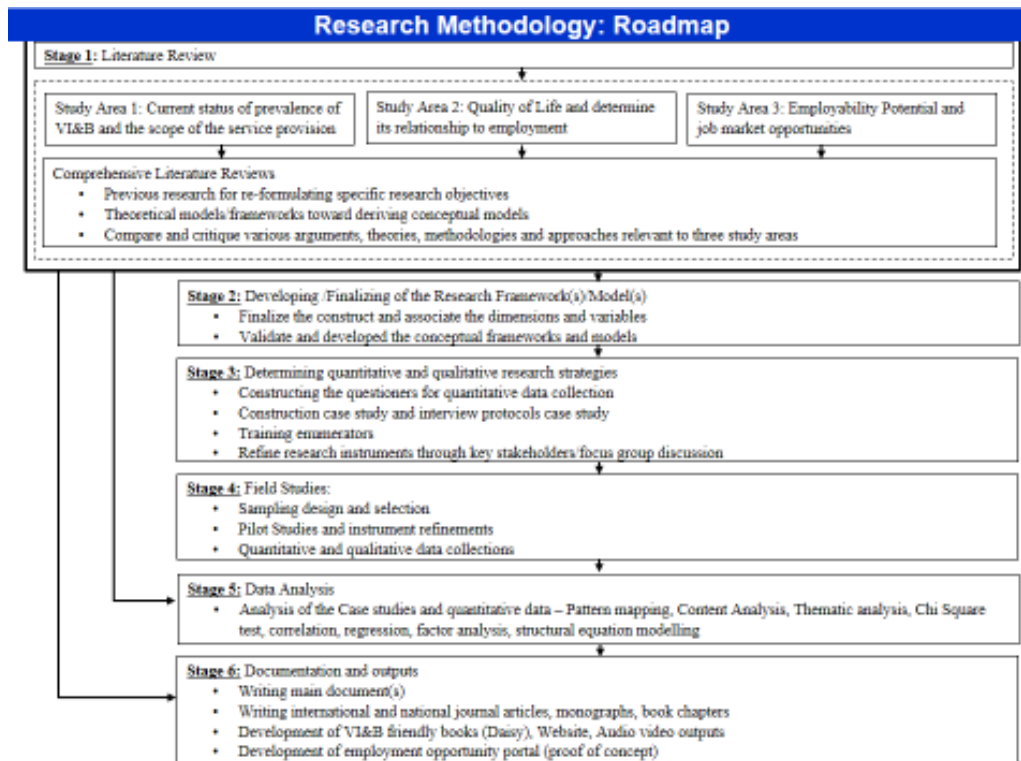 Research Methodology: Roadmap
Stage 1: Literature Review
Study Area 1: Current status of prevalence of
VI&B and the scope of the service provision
Study Area 2: Quality of Life and determine
its relationship to employment
Study Area 3: Employability Potential and
job market opportunities
Comprehensive Literature Reviews
• Previous research for re-formulating specific research objectives
• Theoretical models/frameworks toward deriving conceptual models
• Compare and critique various arguments, theories, methodologies and approaches relevant to three study areas
Stage 2: Developing /Finalizing of the Research Framework(s)/Model(s)
• Finalize the construct and associate the dimensions and variables
• Validate and developed the conceptual frameworks and models
Stage 3: Determining quantitative and qualitative research strategies
• Constructing the questioners for quantitative data collection
• Construction case study and interview protocols case study
• Training enumerators
• Refine research instruments through key stakeholders/focus group discussion
Stage 4: Field Studies:
• Sampling design and selection
• Pilot Studies and instrument refinements
• Quantitative and qualitative data collections
Stage 5: Data Analysis
• Analysis of the Case studies and quantitative data – Pattern mapping, Content Analysis, Thematic analysis, Chi Square
test, correlation, regression, factor analysis, structural equation modelling
Stage 6: Documentation and outputs
• Writing main document(s)
• Writing international and national journal articles, monographs, book chapters
• Development of VI&B friendly books (Daisy), Website, Audio video outputs
• Development of employment opportunity portal (proof of concept)